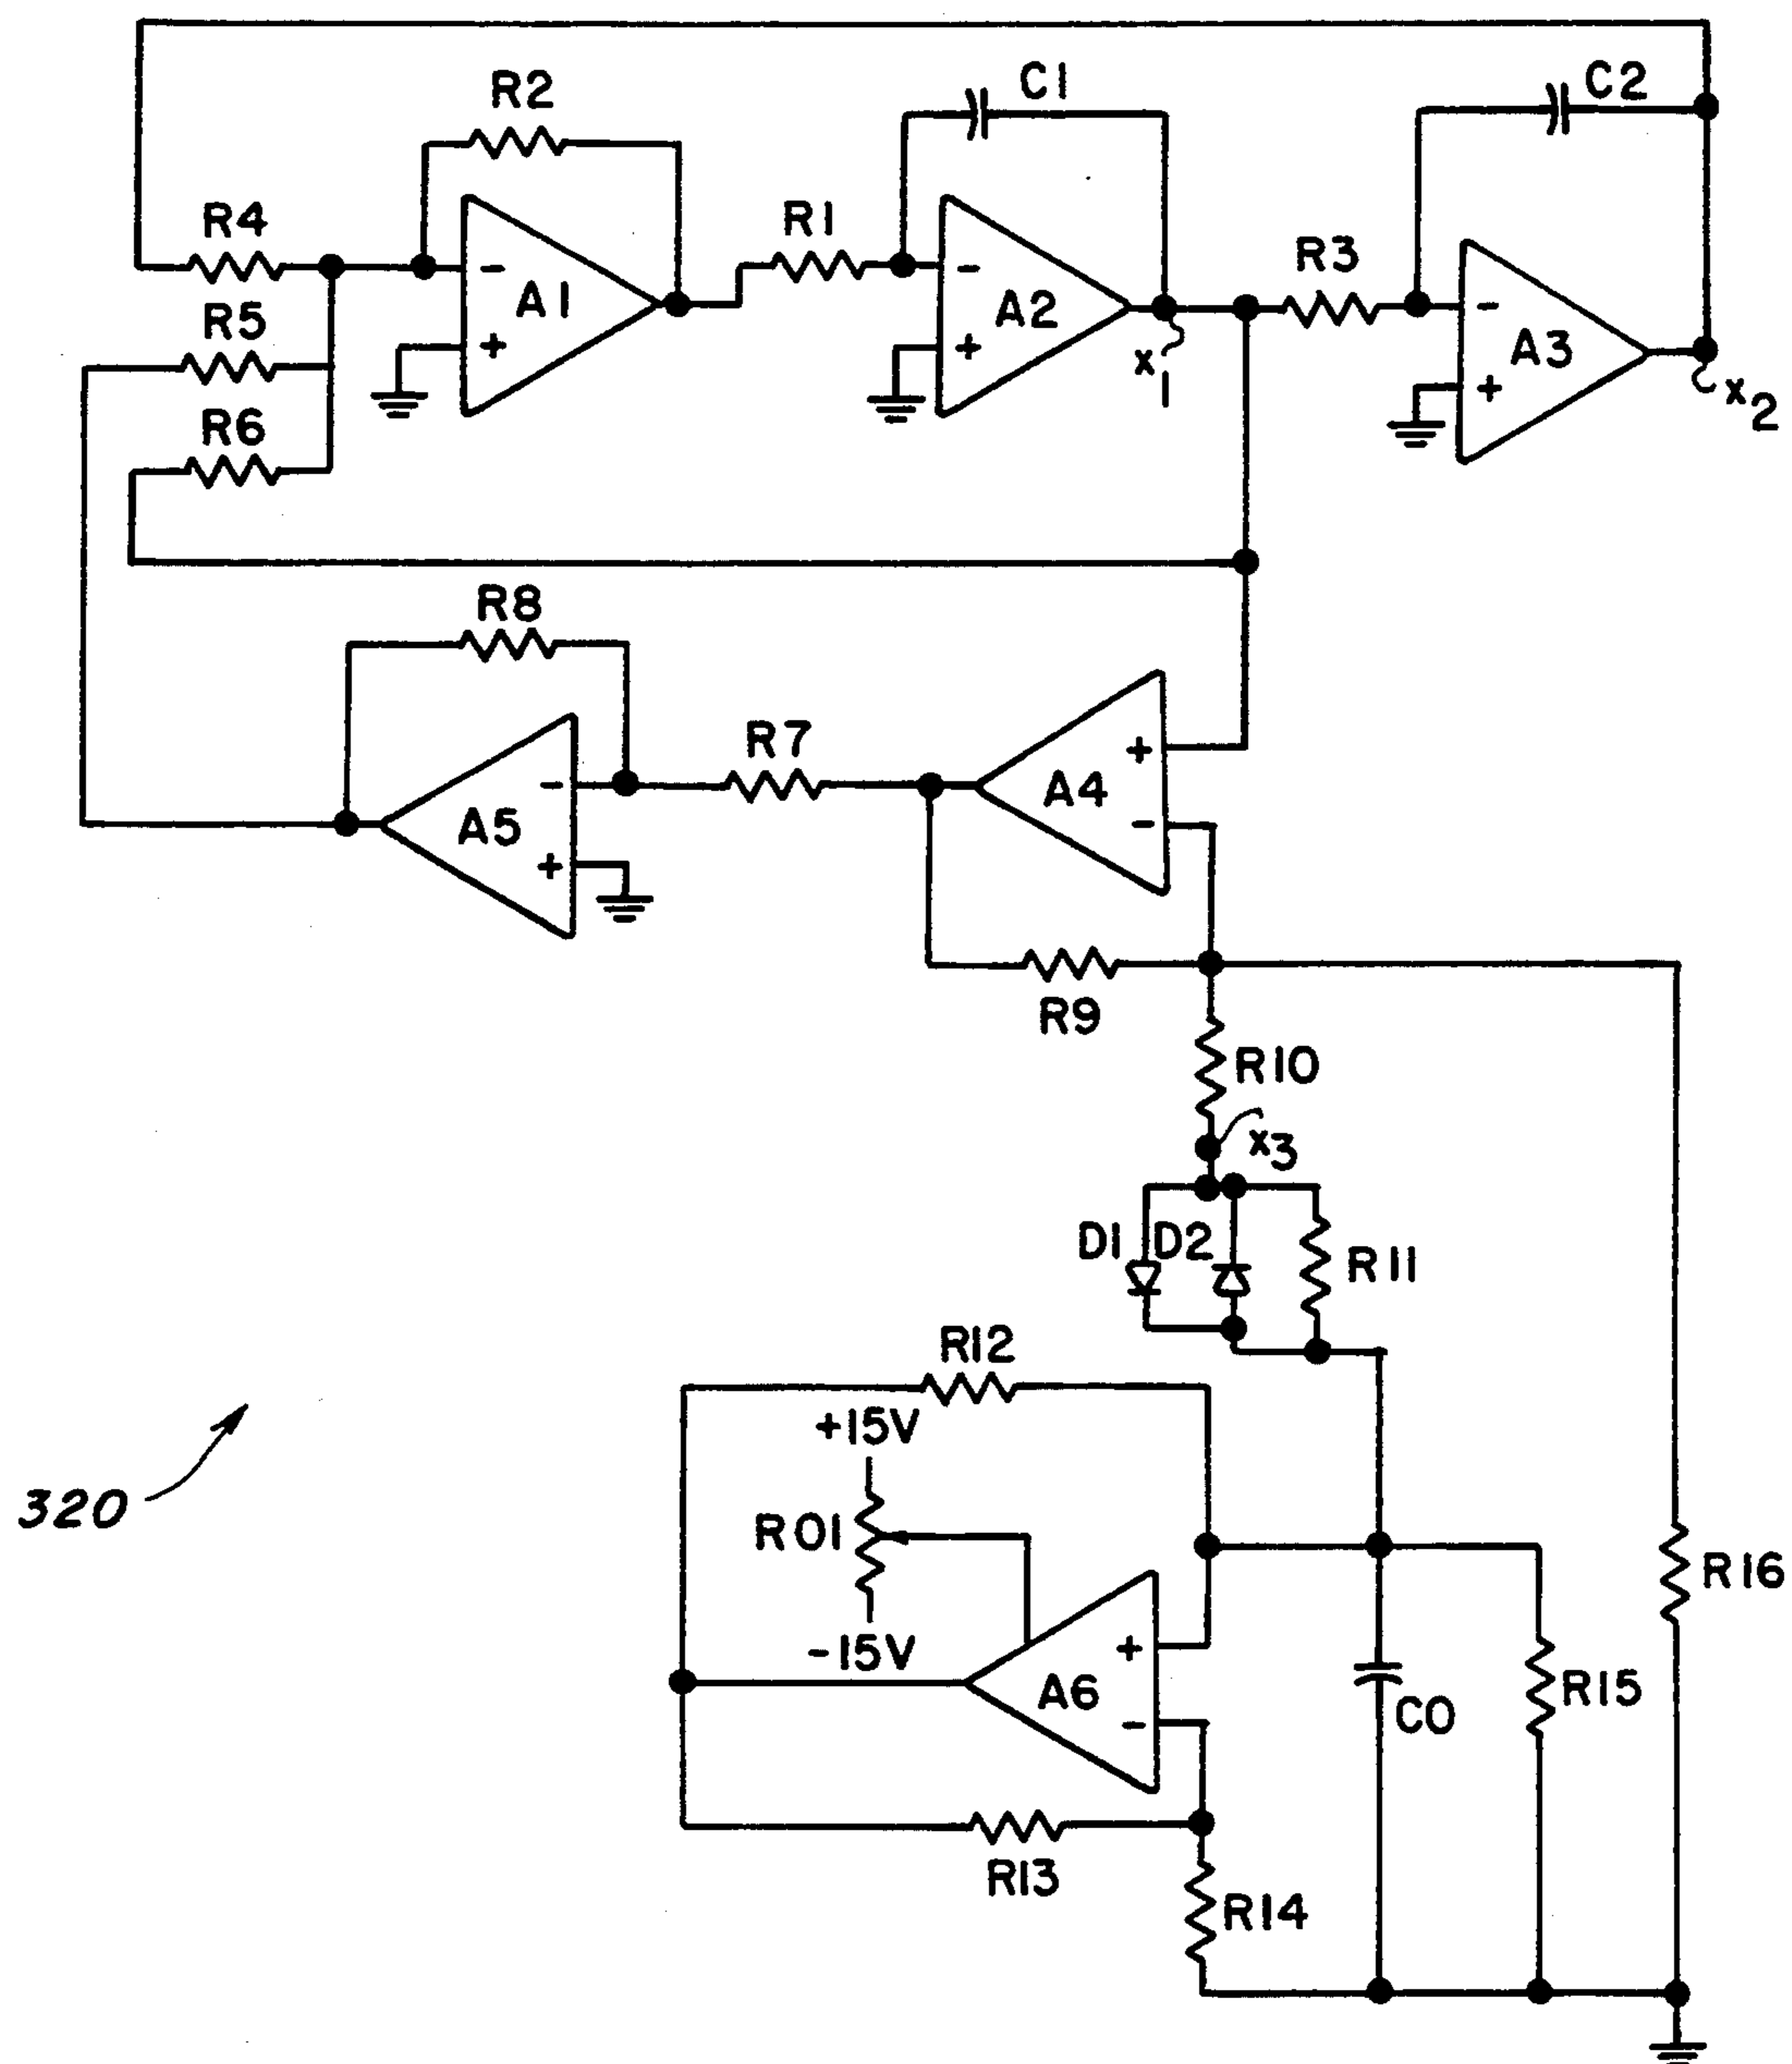 R2
C1
C2
R4
R1
R3
-
-
-
A1
A2
A3
R5
+
+
+
x1
x2
R6
R8
R7
+
A4
-
-
A5
+
R9
R10
x3
D1
D2
R11
R12
+15V
320
R01
R16
-15V
+
A6
-
R15
C0
R13
R14